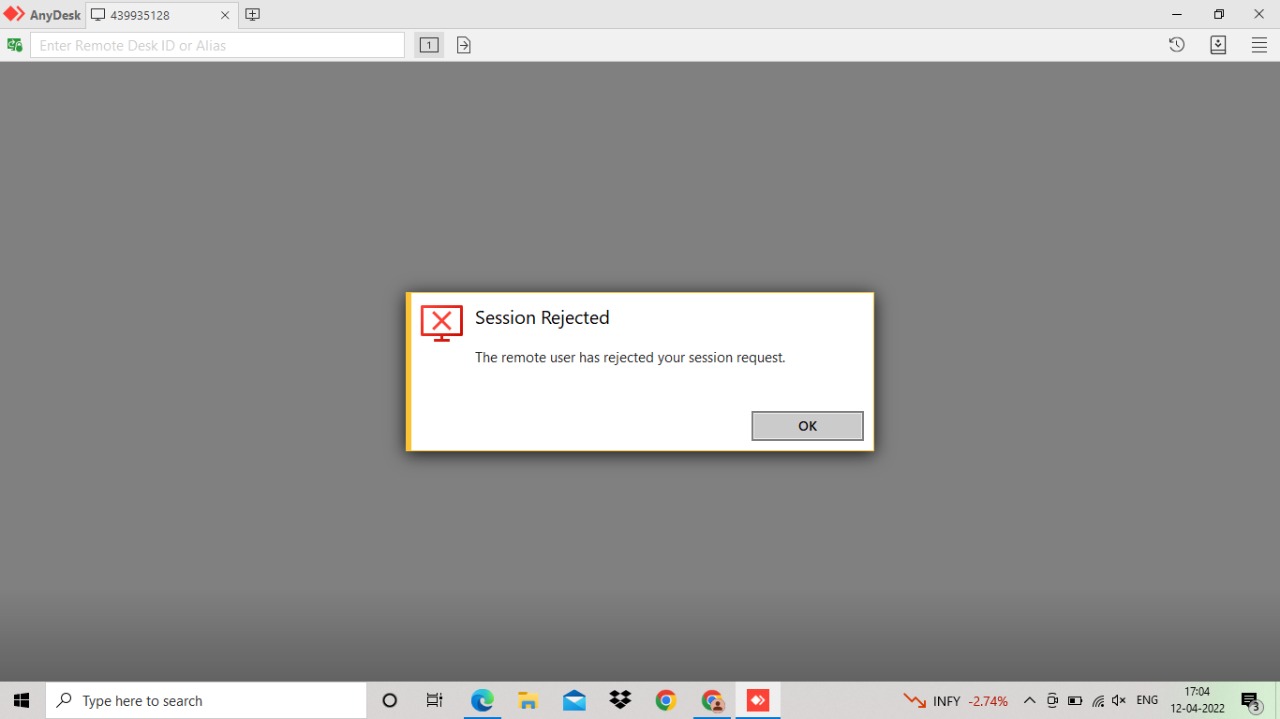 AnyDesk
439935128
Enter Remote Desk ID or Alias
1
Session Rejected
The remote user has rejected your session request.
OK
Type here to search
INFY -2.74%
ENG
17:04
12-04-2022
3